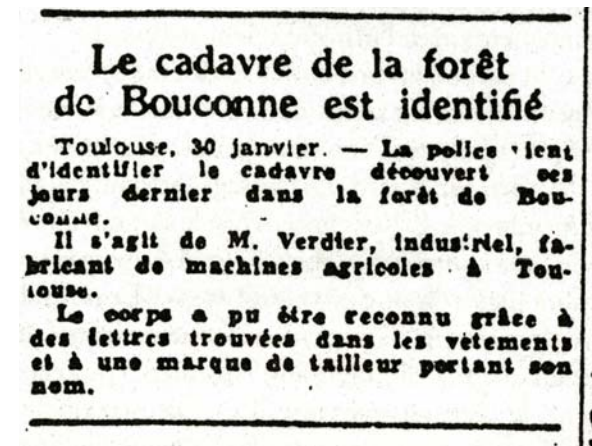 Le cadavre de la forêt
de Bouconne est identifié
Toulouse, 30 janvier. — La police vient
d'identifier le cadavre découvert ces
jours dernier dans la forêt de Bou-
conne.
Il s'agit de M. Verdier, industriel, fa-
bricant de machines agricoles à Tou-
louse.
Le corps a pu être reconnu grâce à
des lettres trouvées dans les vêtements
et à une marque de tailleur portant son
nom.